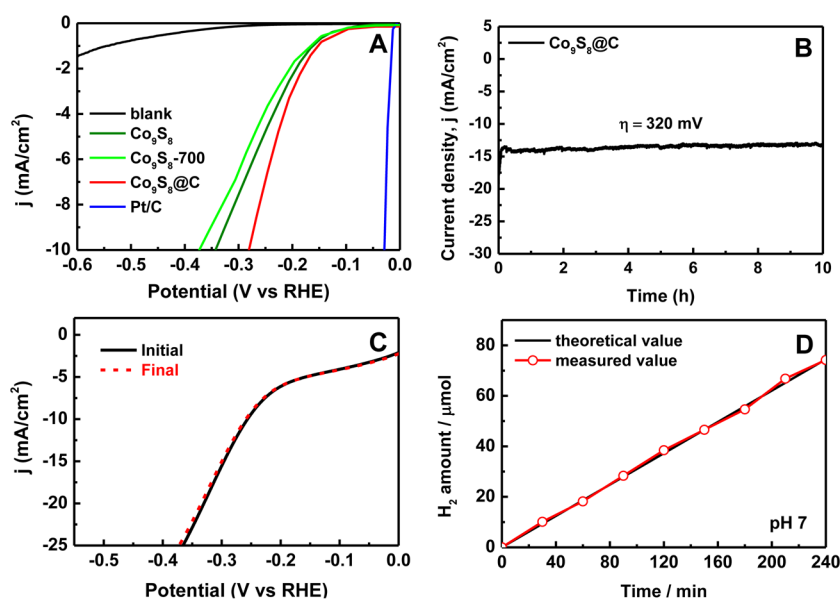 A
0
-2
-4
-6
-8
-10
j (mA/cm²)
blank
Co₉S₈
Co₉S₈-700
Co₉S₈@C
Pt/C
-0.6 -0.5 -0.4 -0.3 -0.2 -0.1 0.0
Potential (V vs RHE)
B
5
0
-5
-10
-15
-20
-25
-30
Current density, j (mA/cm²)
Co₉S₈@C
η = 320 mV
0 2 4 6 8 10
Time (h)
C
0
-5
-10
-15
-20
-25
j (mA/cm²)
Initial
Final
-0.5 -0.4 -0.3 -0.2 -0.1 0.0
Potential (V vs RHE)
D
80
60
40
20
0
H₂ amount / μmol
theoretical value
measured value
pH 7
0 40 80 120 160 200 240
Time / min